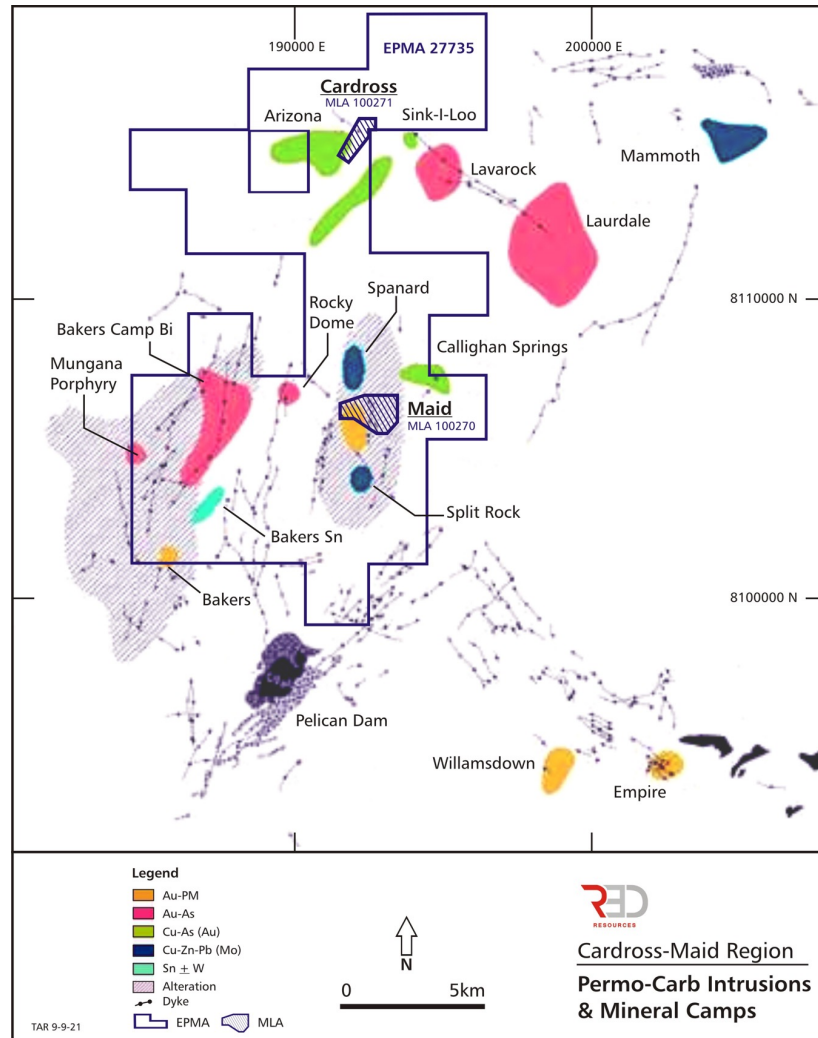 190000 E
200000 E
EPMA 27735
Cardross
MLA 100271
Arizona
Sink-I-Loo
Mammoth
Lavarock
Laurdale
Spanard
Rocky
Dome
8110000 N
Bakers Camp Bi
Callighan Springs
Mungana
Porphyry
Maid
MLA 100270
Split Rock
Bakers Sn
Bakers
8100000 N
Pelican Dam
Willamsdown
Empire
Legend
Au-PM
Au-As
Cu-As (Au)
Cu-Zn-Pb (Mo)
Sn ± W
Alteration
Dyke
EPMA
MLA
TAR 9-9-21
N
0 5km
RED
RESOURCES
Cardross-Maid Region
Permo-Carb Intrusions
& Mineral Camps